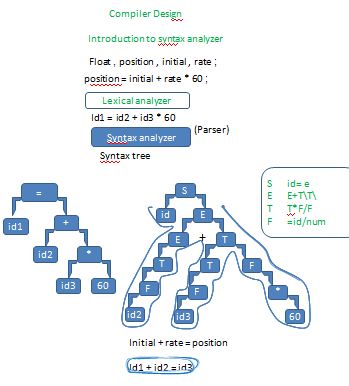 Compiler Design
Introduction to syntax analyzer
Float , position , initial , rate ;
position = initial + rate * 60 ;
Lexical analyzer
Id1 = id2 + id3 * 60
Syntax analyzer
(Parser)
Syntax tree
=
id1
+
id2
*
id3
60
S
id
E
E
+
T
T
T
F
F
F
*
id2
id3
60
S id= e
E E+T\T\
T T*F/F
F =id/num
Initial + rate = position
Id1 + id2 = id3